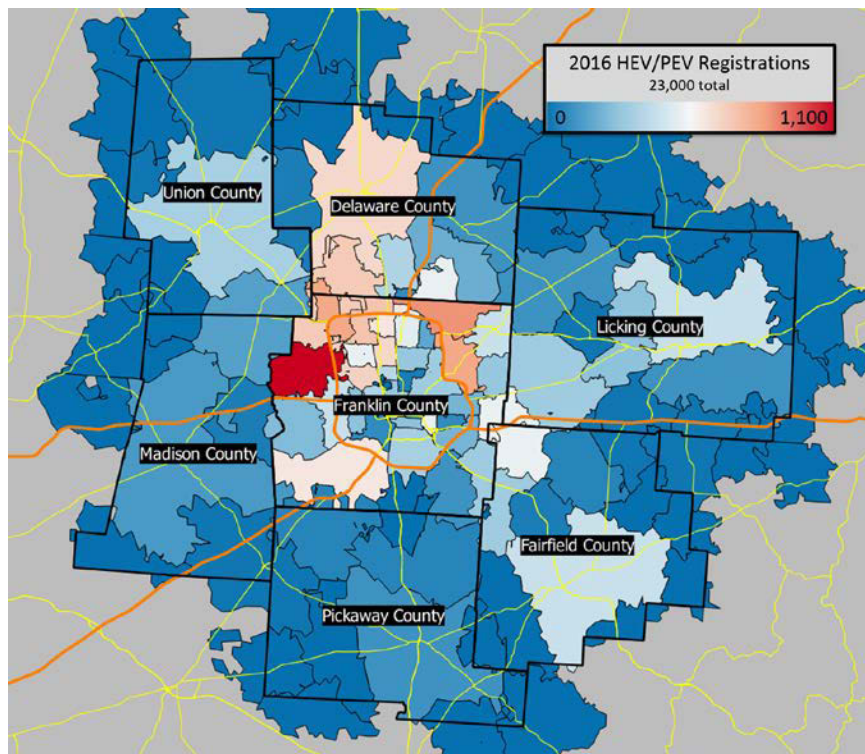 2016 HEV/PEV Registrations
23,000 total
0
1,100
Union County
Delaware County
Licking County
Franklin County
Madison County
Fairfield County
Pickaway County